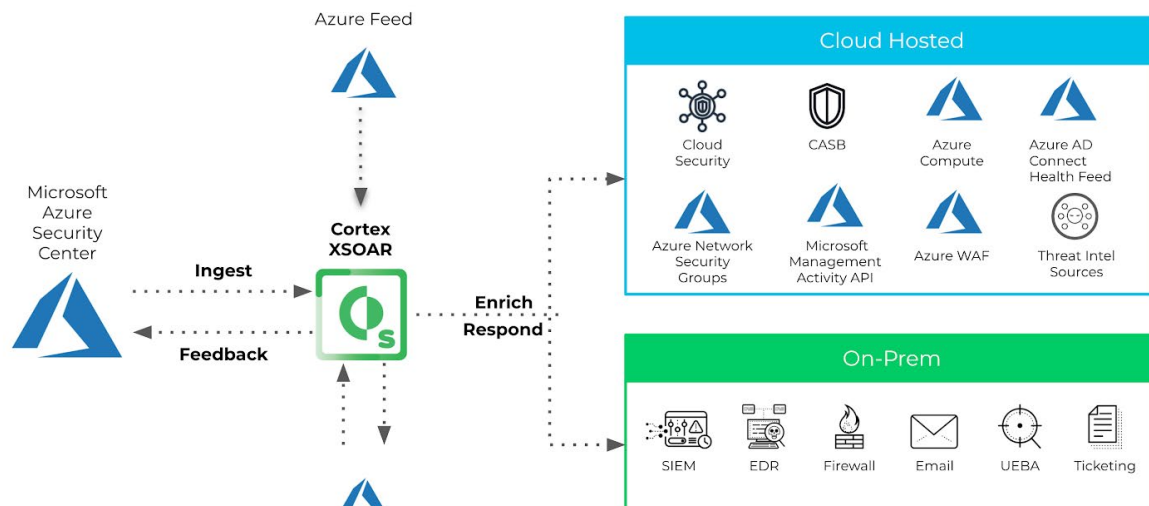 Azure Feed
Microsoft
Azure
Security
Center
Cortex
XSOAR
Ingest
Feedback
S
Enrich
Respond
Cloud Hosted
Cloud
Security
CASB
Azure
Compute
Azure AD
Connect
Health Feed
Azure Network
Security
Groups
Microsoft
Management
Activity API
Azure WAF
Threat Intel
Sources
On-Prem
SIEM
EDR
Firewall
Email
UEBA
Ticketing